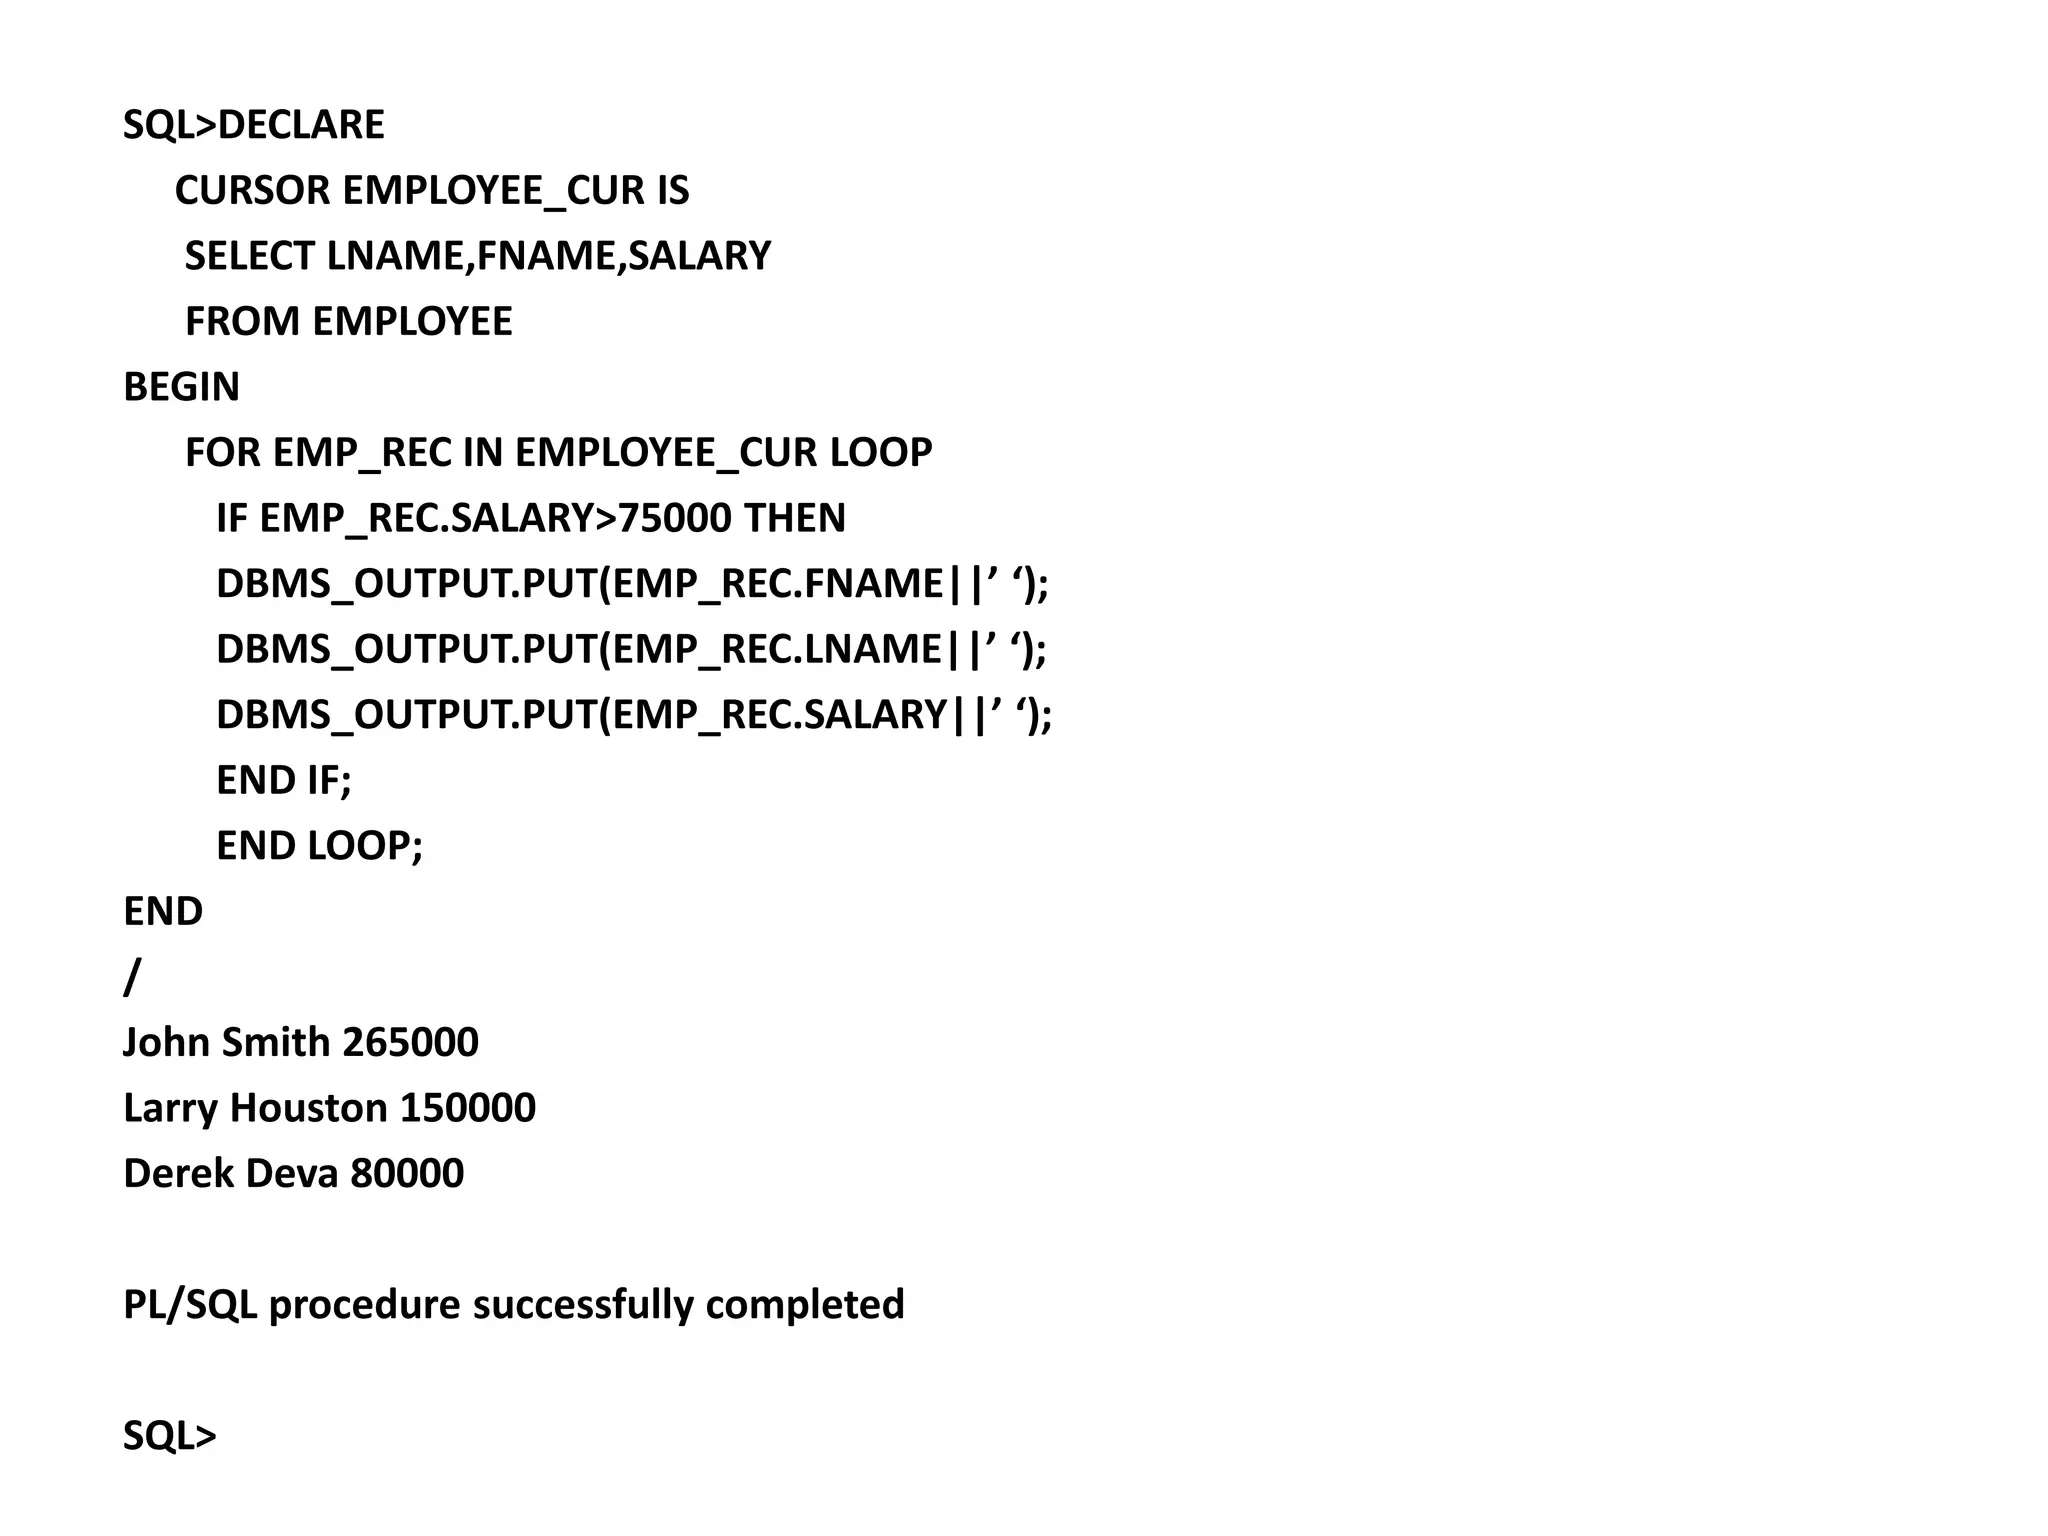 SQL>DECLARE
CURSOR EMPLOYEE_CUR IS
SELECT LNAME,FNAME,SALARY
FROM EMPLOYEE
BEGIN
FOR EMP_REC IN EMPLOYEE_CUR LOOP
IF EMP_REC.SALARY>75000 THEN
DBMS_OUTPUT.PUT(EMP_REC.FNAME||’ ‘);
DBMS_OUTPUT.PUT(EMP_REC.LNAME||’ ‘);
DBMS_OUTPUT.PUT(EMP_REC.SALARY||’ ‘);
END IF;
END LOOP;
END
/
John Smith 265000
Larry Houston 150000
Derek Deva 80000
PL/SQL procedure successfully completed
SQL>